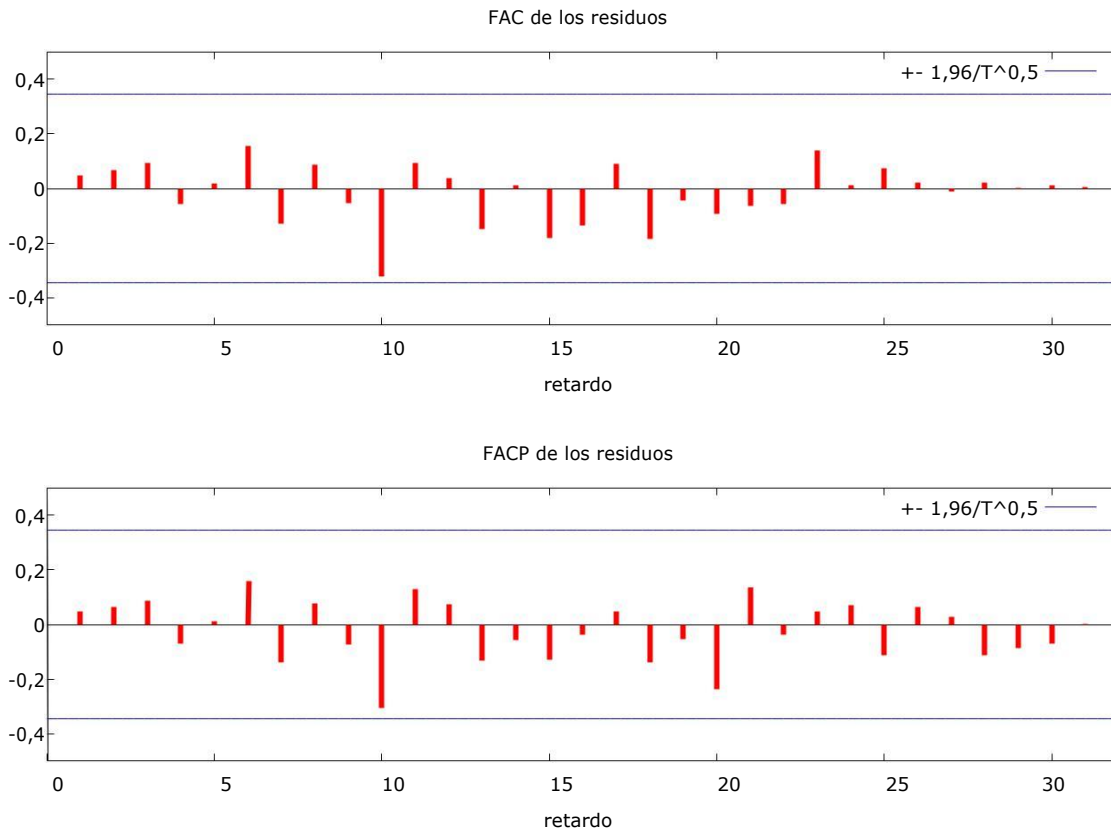 FAC de los residuos
+- 1,96/T^0,5
0,4
0,2
0
-0,2
-0,4
0 5 10 15 20 25 30
retardo
FACP de los residuos
+- 1,96/T^0,5
0,4
0,2
0
-0,2
-0,4
0 5 10 15 20 25 30
retardo